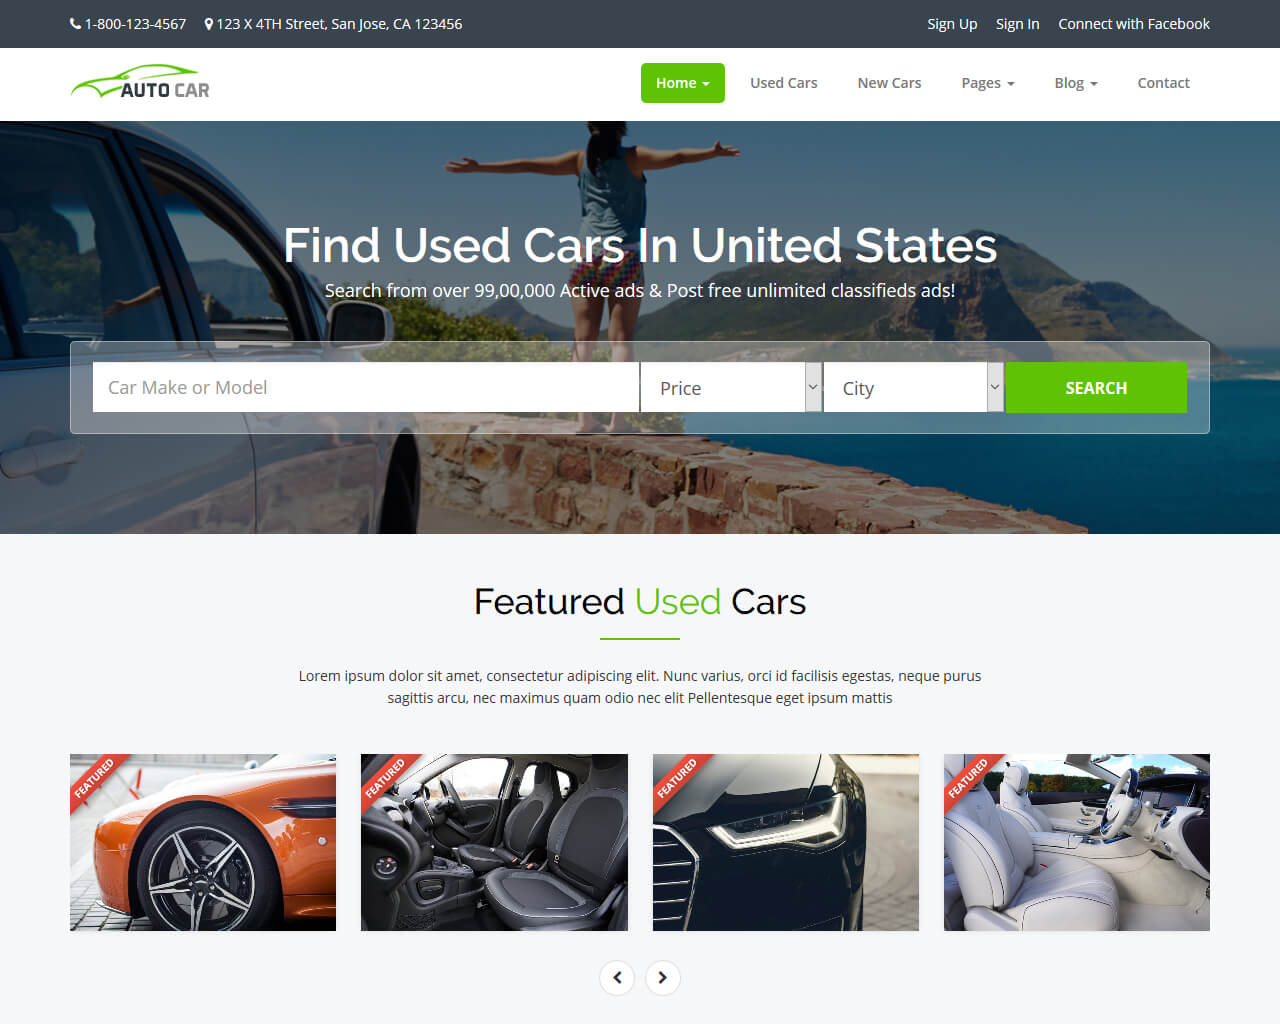 1-800-123-4567 123 X 4TH Street, San Jose, CA 123456
Sign Up Sign In Connect with Facebook
AUTO CAR
Home Used Cars New Cars Pages Blog Contact
Find Used Cars In United States
Search from over 99,00,000 Active ads & Post free unlimited classifieds ads!
Car Make or Model Price City SEARCH
Featured Used Cars
Lorem ipsum dolor sit amet, consectetur adipiscing elit. Nunc varius, orci id facilisis egestas, neque purus
sagittis arcu, nec maximus quam odio nec elit Pellentesque eget ipsum mattis
FEATURED
FEATURED
FEATURED
FEATURED